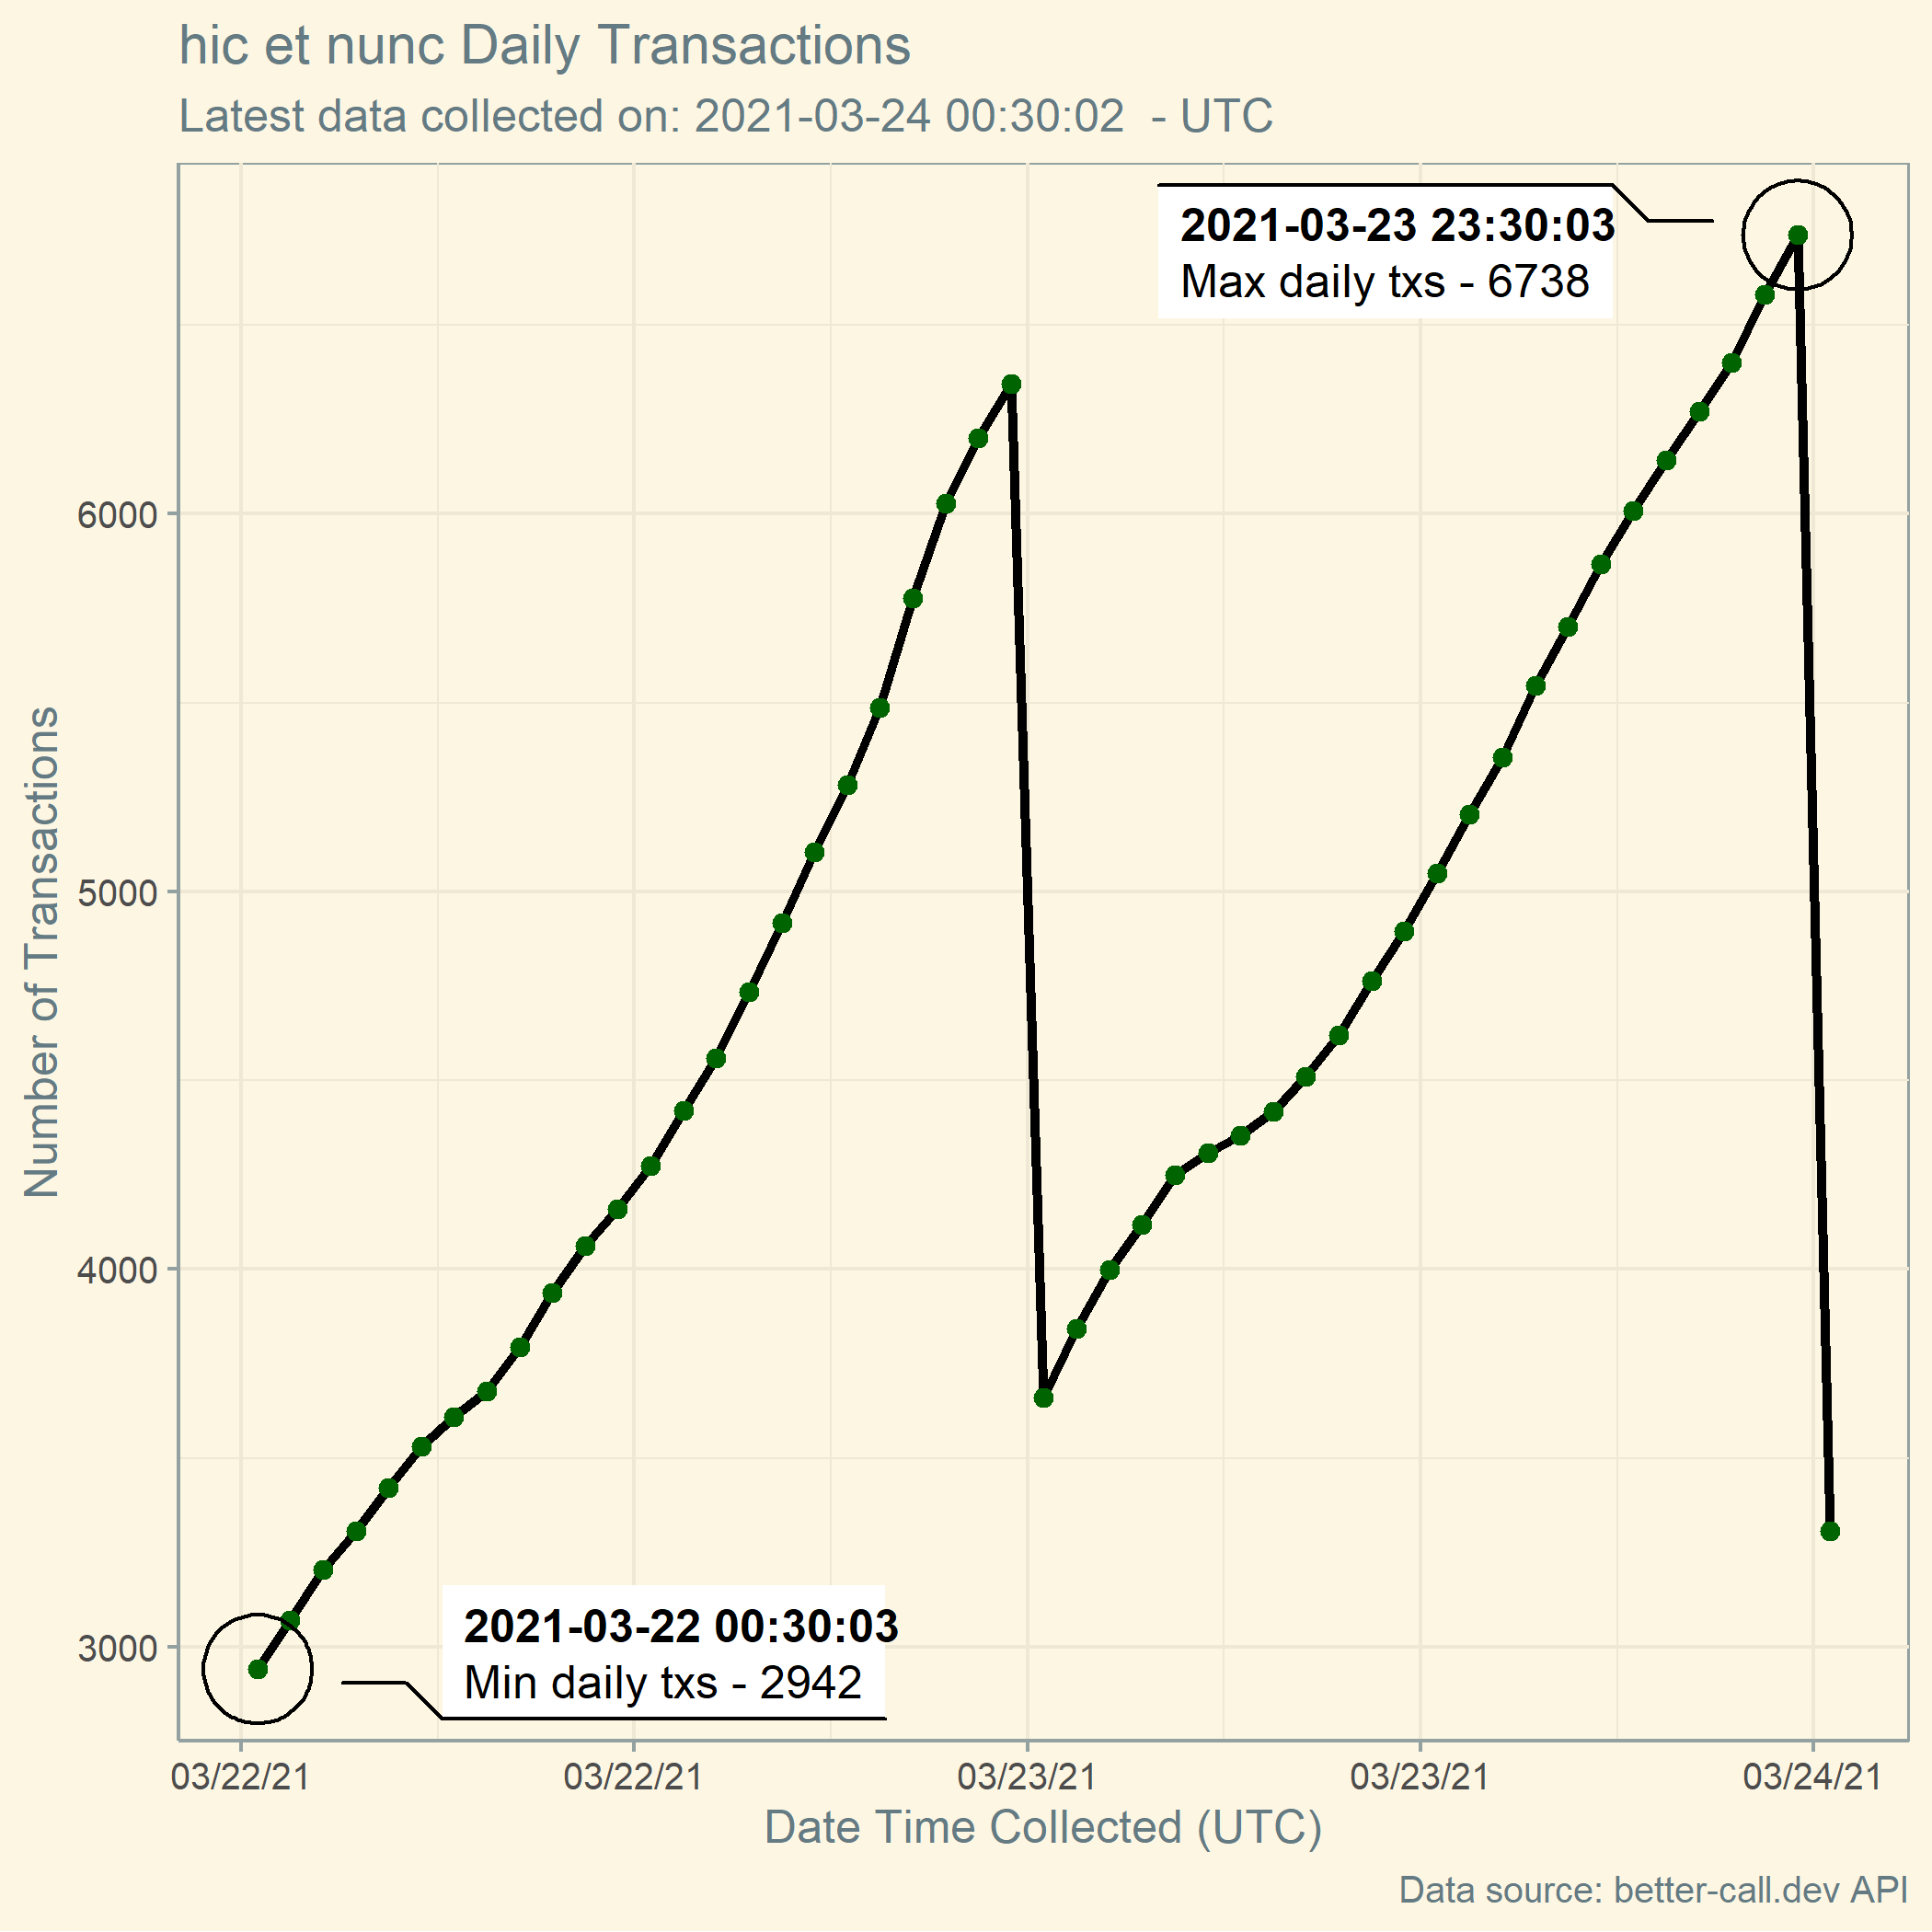 hic et nunc Daily Transactions
Latest data collected on: 2021-03-24 00:30:02  - UTC
2021-03-23 23:30:03
Max daily txs - 6738
Number of Transactions
6000
5000
4000
3000
2021-03-22 00:30:03
Min daily txs - 2942
03/22/21 03/22/21 03/23/21 03/23/21 03/24/21
Date Time Collected (UTC)
Data source: better-call.dev API